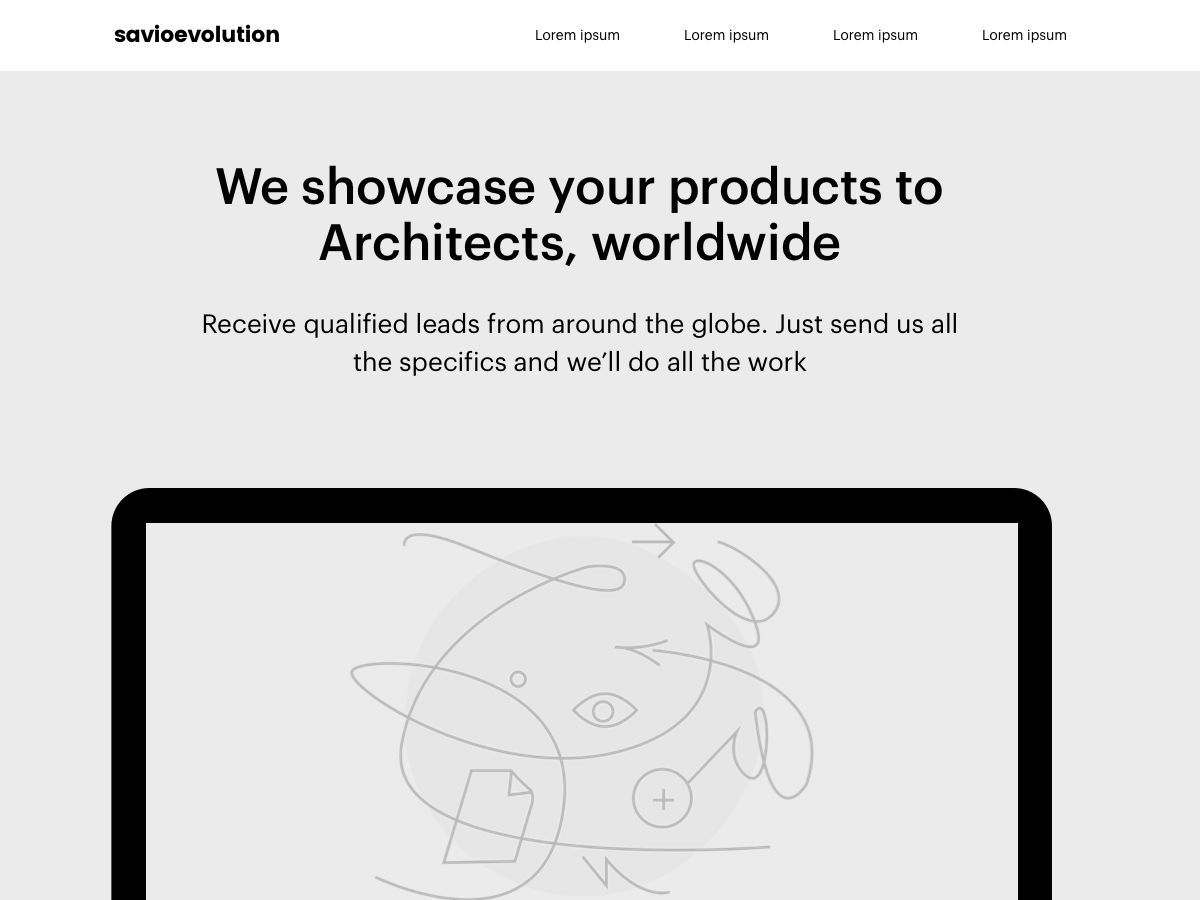 savioevolution
Lorem ipsum
Lorem ipsum
Lorem ipsum
Lorem ipsum
We showcase your products to
Architects, worldwide
Receive qualified leads from around the globe. Just send us all
the specifics and we’ll do all the work